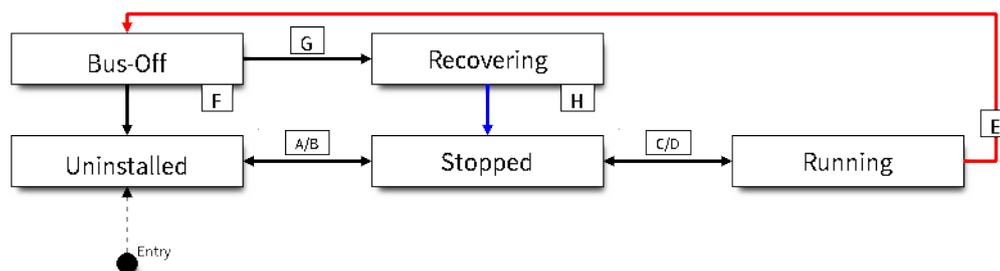 G
Bus-Off
Recovering
F
H
E
A/B
C/D
Uninstalled
Stopped
Running
Entry